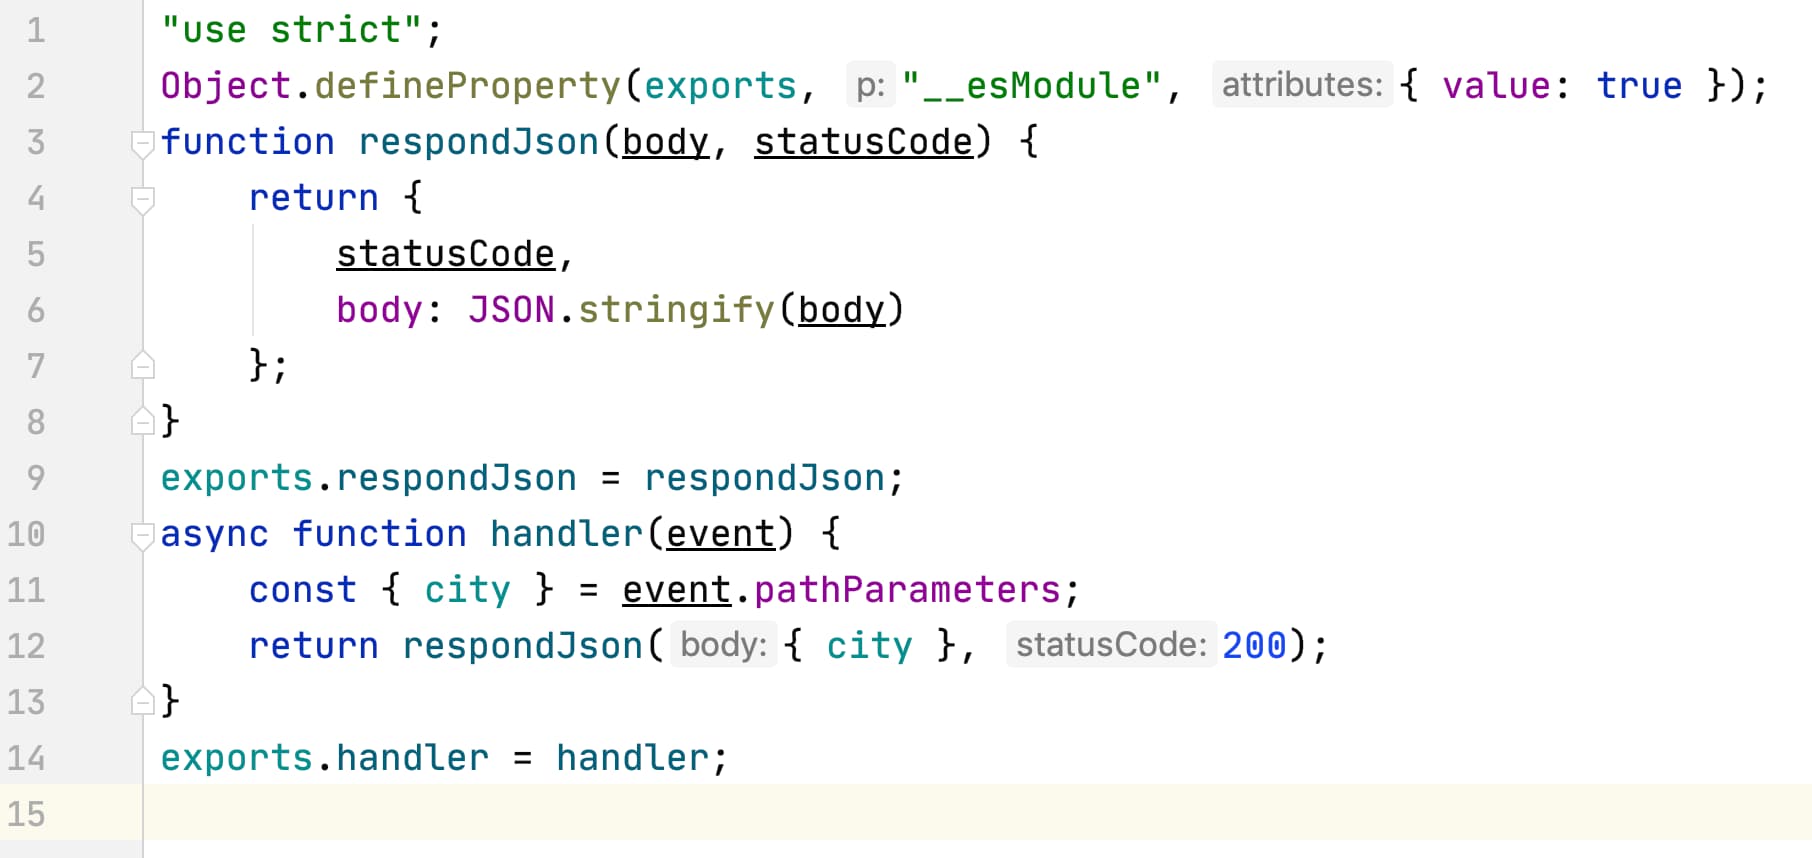 1 "use strict";
2 Object.defineProperty(exports, p: "__esModule", attributes: { value: true });
3 function respondJson(body, statusCode) {
4     return {
5         statusCode,
6         body: JSON.stringify(body)
7     };
8 }
9 exports.respondJson = respondJson;
10 async function handler(event) {
11     const { city } = event.pathParameters;
12     return respondJson( body: { city }, statusCode: 200);
13 }
14 exports.handler = handler;
15